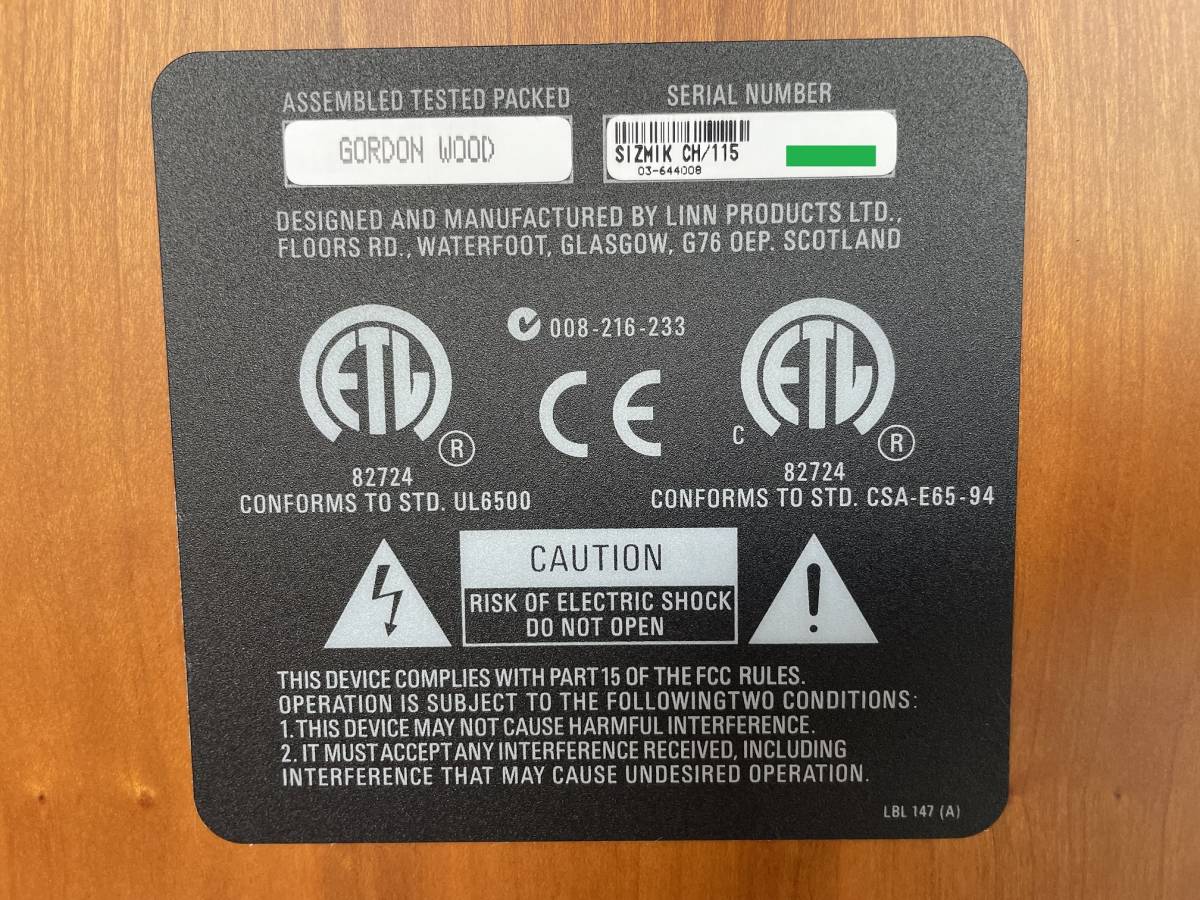 ASSEMBLED TESTED PACKED
SERIAL NUMBER
GORDON WOOD
SIZMIK CH/115
03-644008
DESIGNED AND MANUFACTURED BY LINN PRODUCTS LTD.,
FLOORS RD., WATERFOOT, GLASGOW, G76 OEP. SCOTLAND
008-216-233
ETL
R
CE
C
ETL
R
82724
CONFORMS TO STD. UL6500
82724
CONFORMS TO STD. CSA-E65-94
CAUTION
RISK OF ELECTRIC SHOCK
DO NOT OPEN
THIS DEVICE COMPLIES WITH PART 15 OF THE FCC RULES.
OPERATION IS SUBJECT TO THE FOLLOWINGTWO CONDITIONS:
1. THIS DEVICE MAY NOT CAUSE HARMFUL INTERFERENCE.
2. IT MUST ACCEPT ANY INTERFERENCE RECEIVED, INCLUDING
INTERFERENCE THAT MAY CAUSE UNDESIRED OPERATION.
LBL 147 (A)